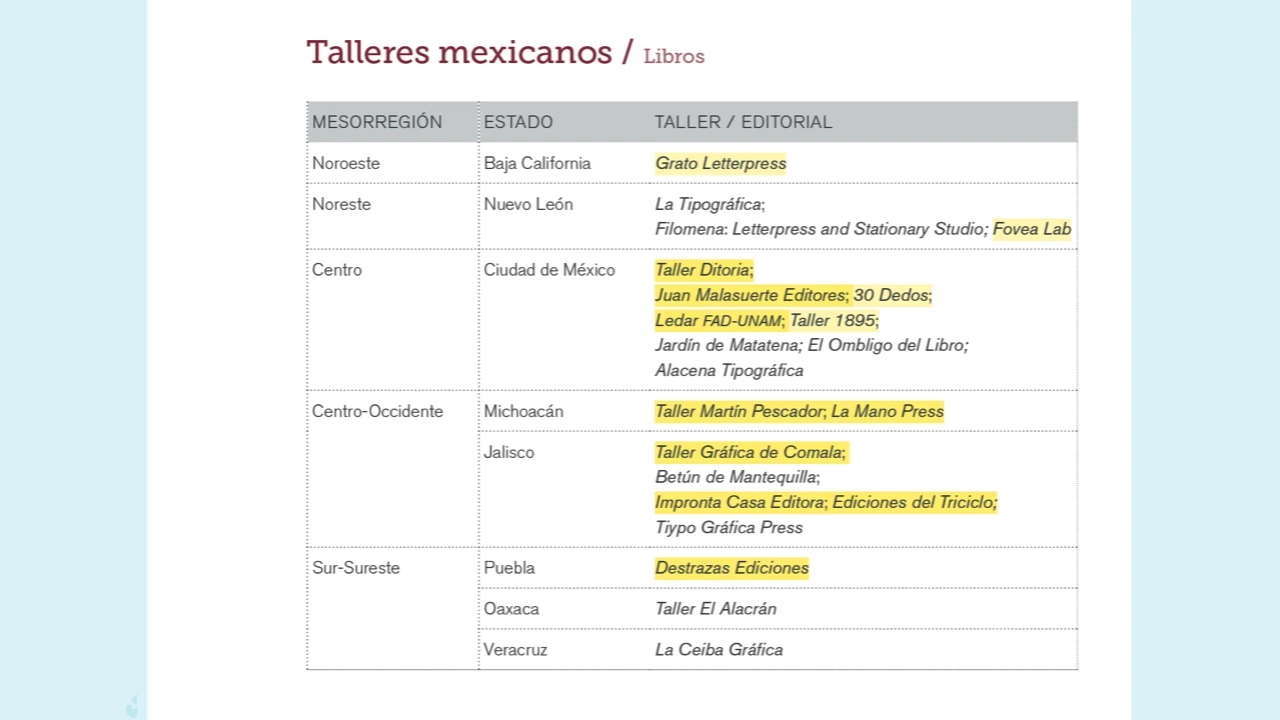 Talleres mexicanos / Libros
MESORREGIÓN ESTADO TALLER / EDITORIAL
Noroeste Baja California Grato Letterpress
Noreste Nuevo León La Tipográfica;
Filomena: Letterpress and Stationary Studio; Fovea Lab
Centro Ciudad de México Taller Ditoria;
Juan Malasuerte Editores; 30 Dedos;
Ledar FAD-UNAM; Taller 1895;
Jardín de Matatena; El Ombligo del Libro;
Alacena Tipográfica
Centro-Occidente Michoacán Taller Martín Pescador; La Mano Press
Jalisco Taller Gráfica de Comala;
Betún de Mantequilla;
Impronta Casa Editora; Ediciones del Triciclo;
Tiypo Gráfica Press
Sur-Sureste Puebla Destrazas Ediciones
Oaxaca Taller El Alacrán
Veracruz La Ceiba Gráfica